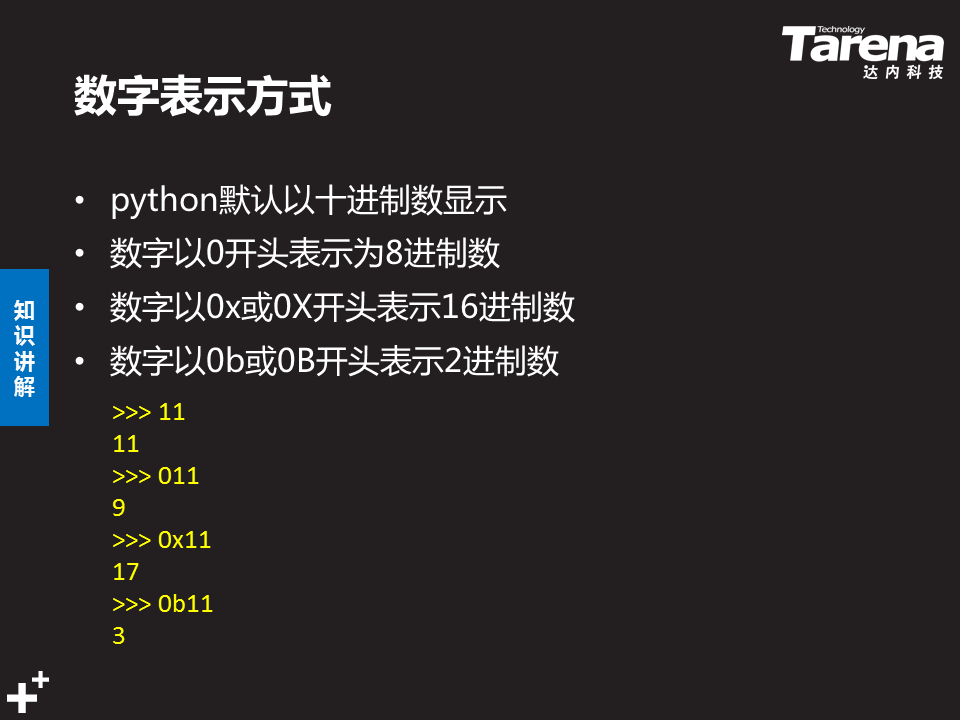 Technology
Tarena
达内科技
数字表示方式
• python默认以十进制数显示
• 数字以0开头表示为8进制数
• 数字以0x或0X开头表示16进制数
• 数字以0b或0B开头表示2进制数
知识讲解
>>> 11
11
>>> 011
9
>>> 0x11
17
>>> 0b11
3